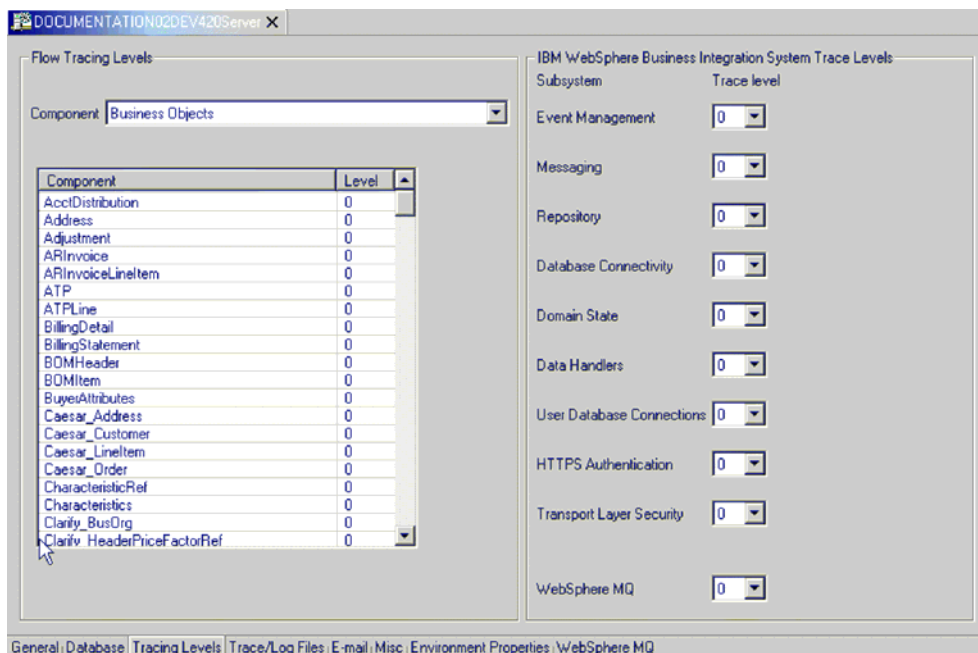 DOCUMENTATION02DEV420Server
Flow Tracing Levels
Component Business Objects
Component Level
AcctDistribution 0
Address 0
Adjustment 0
ARInvoice 0
ARInvoiceLineItem 0
ATP 0
ATPLine 0
BillingDetail 0
BillingStatement 0
BOMHeader 0
BOMItem 0
BuyerAttributes 0
Caesar_Address 0
Caesar_Customer 0
Caesar_LineItem 0
Caesar_Order 0
CharacteristicRef 0
Characteristics 0
Clarify_BusOrg 0
Clarify_HeaderPriceFactorRef 0
IBM WebSphere Business Integration System Trace Levels
Subsystem Trace level
Event Management 0
Messaging 0
Repository 0
Database Connectivity 0
Domain State 0
Data Handlers 0
User Database Connections 0
HTTPS Authentication 0
Transport Layer Security 0
WebSphere MQ 0
General Database Tracing Levels Trace/Log Files E-mail Misc Environment Properties WebSphere MQ